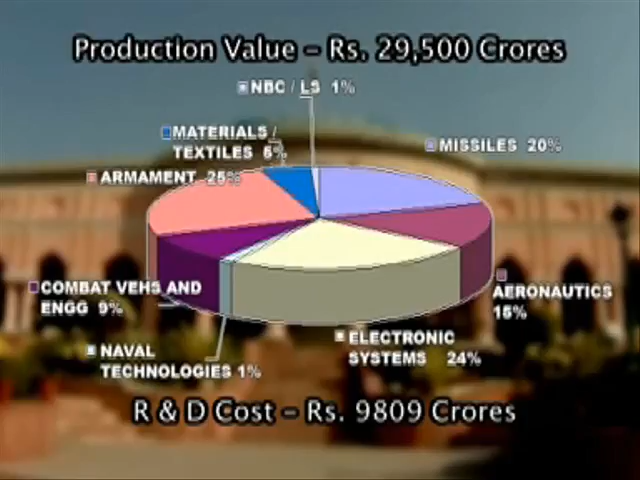 Production Value – Rs. 29,500 Crores
NBC / LS 1%
MATERIALS /
TEXTILES 5%
MISSILES 20%
ARMAMENT 25%
COMBAT VEHS AND
ENGG 9%
AERONAUTICS
15%
NAVAL
TECHNOLOGIES 1%
ELECTRONIC
SYSTEMS 24%
R & D Cost – Rs. 9809 Crores